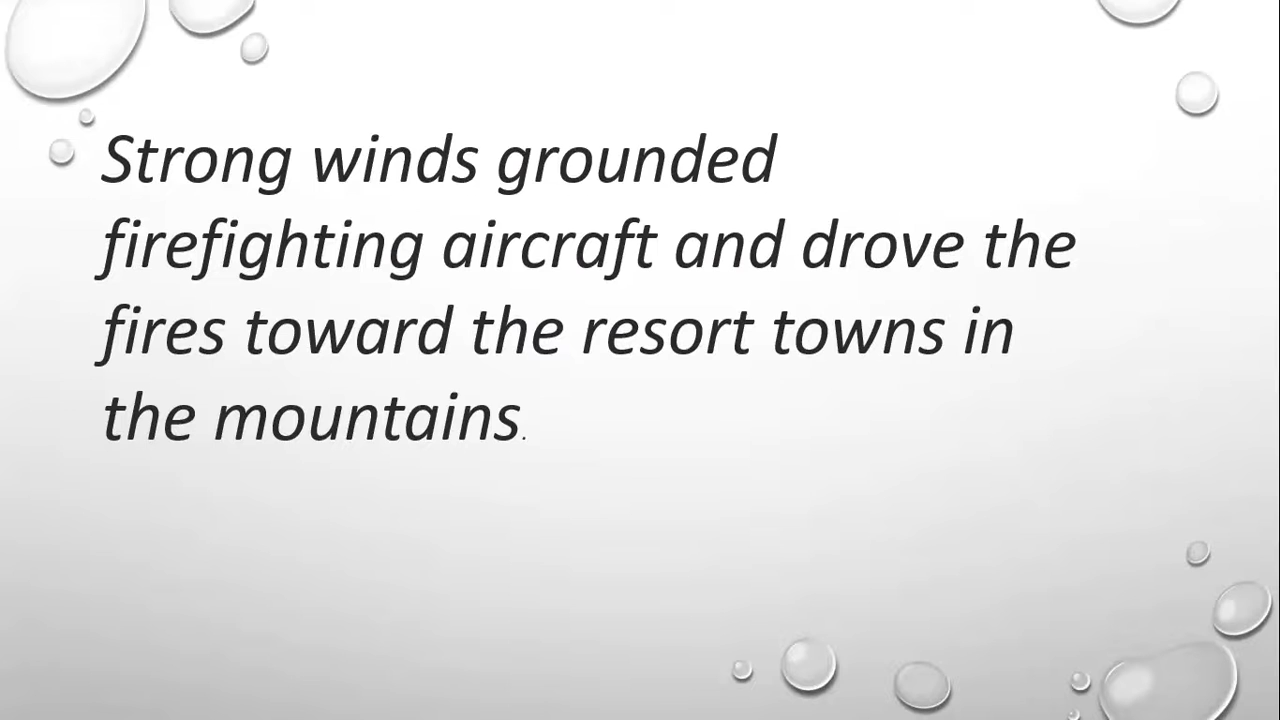 Strong winds grounded
firefighting aircraft and drove the
fires toward the resort towns in
the mountains.